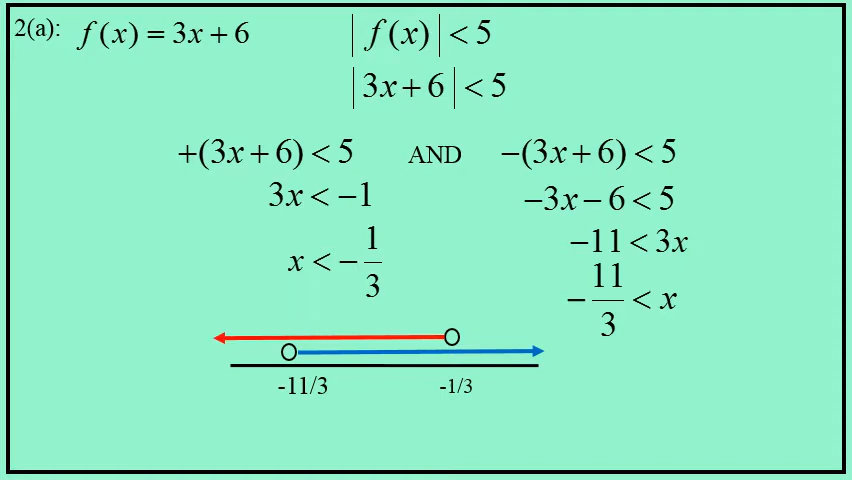 2(a): f(x) = 3x + 6 |f(x)| < 5
|3x + 6| < 5
+(3x + 6) < 5 AND −(3x + 6) < 5
3x < −1 −3x − 6 < 5
−11 < 3x
x < −1/3
−11/3 < x
-11/3 -1/3